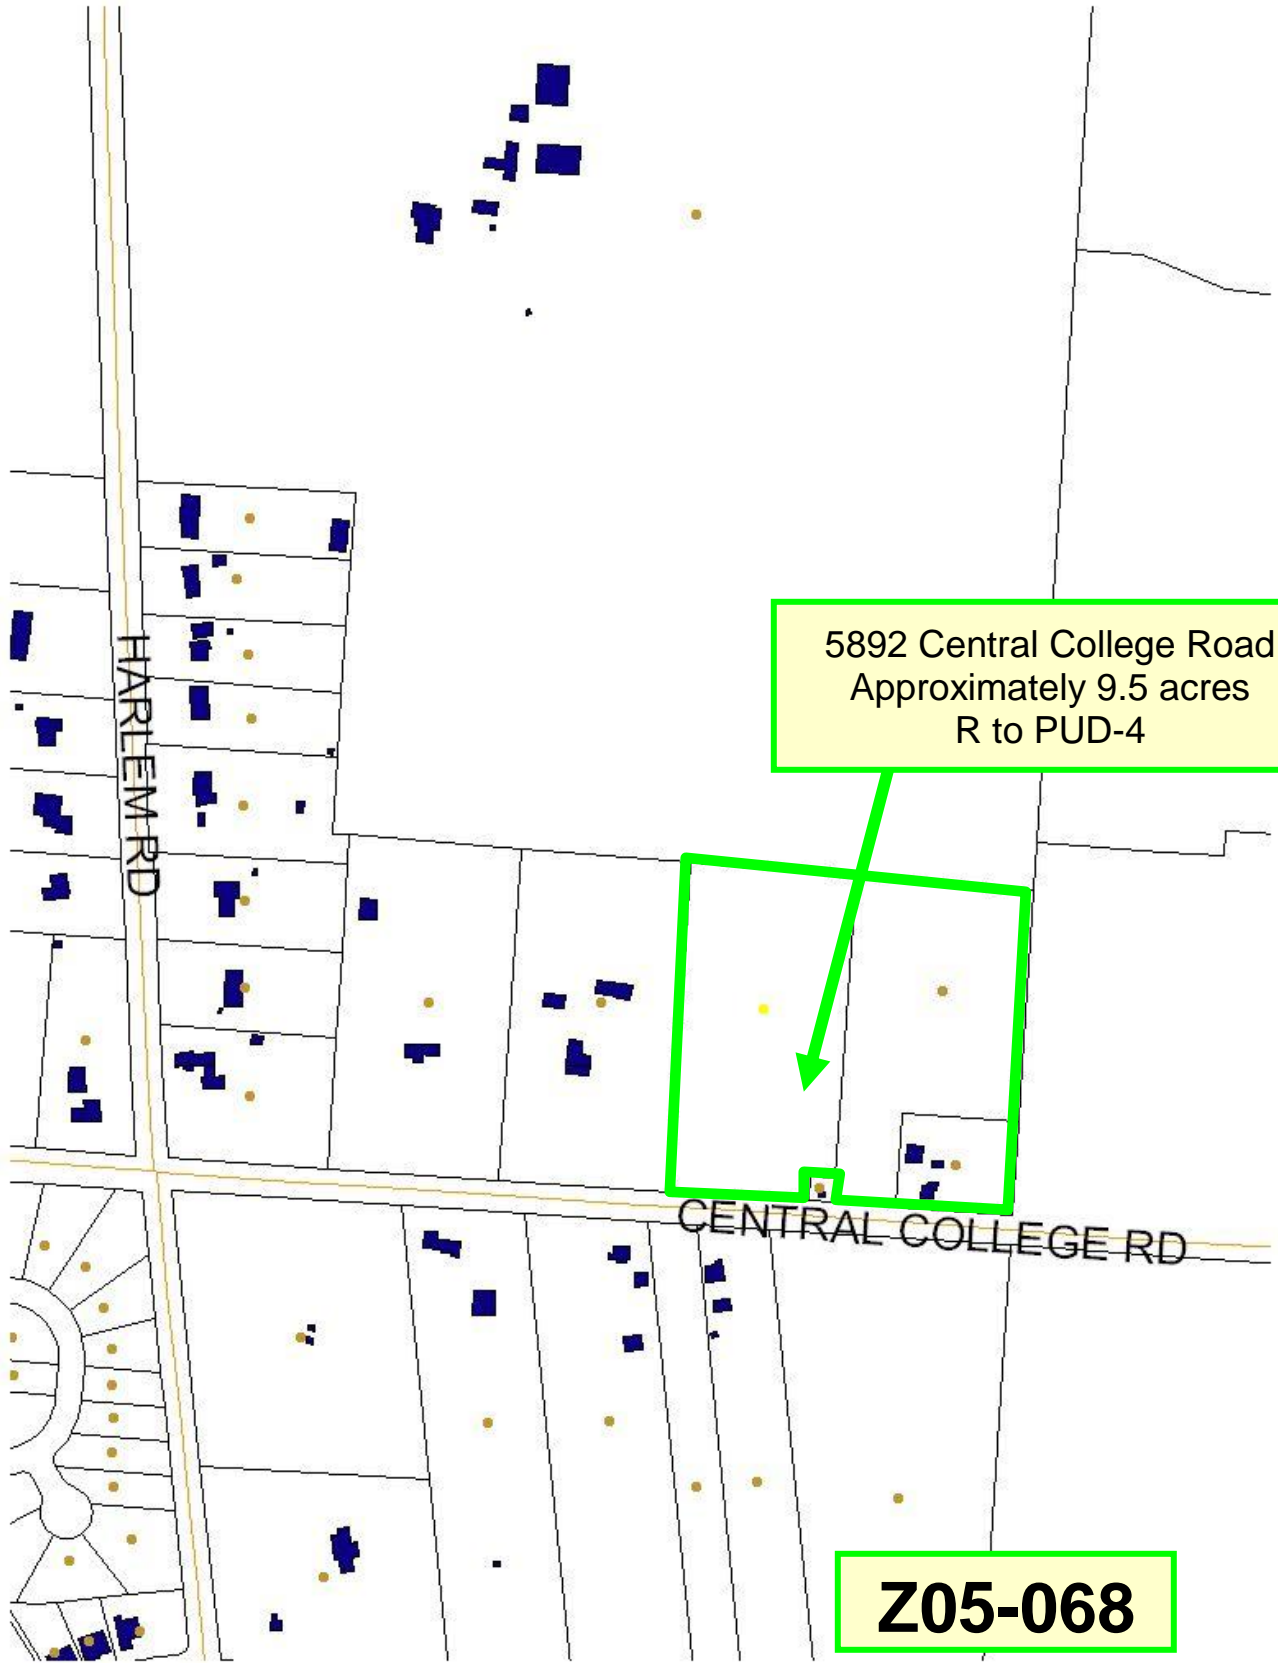 HARLEM RD
5892 Central College Road
Approximately 9.5 acres
R to PUD-4
CENTRAL COLLEGE RD
Z05-068